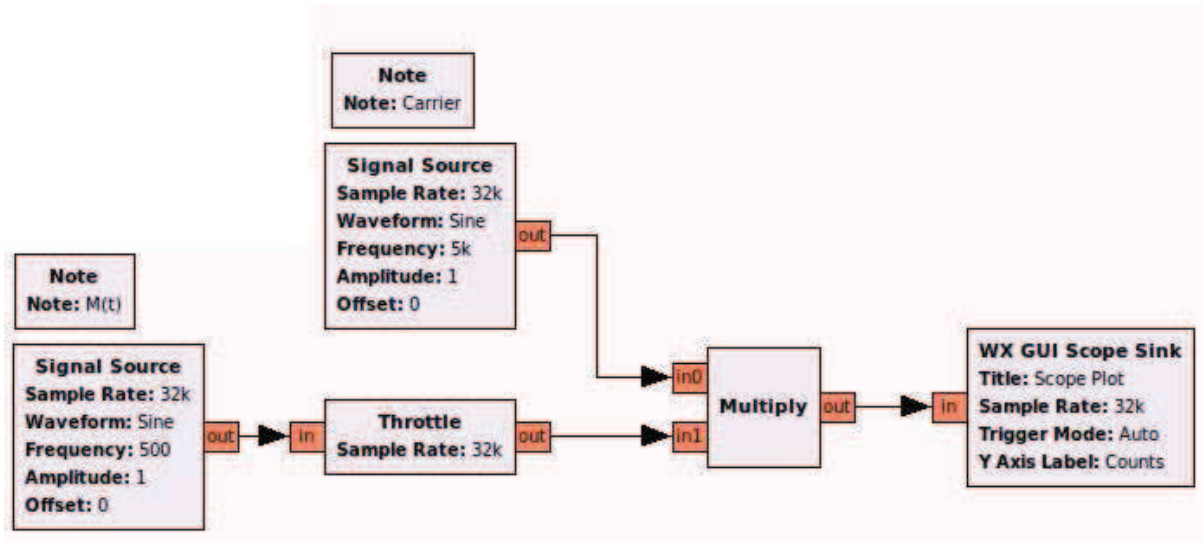 Note
Note: Carrier
Signal Source
Sample Rate: 32k
Waveform: Sine
Frequency: 5k
Amplitude: 1
Offset: 0
out
Note
Note: M(t)
Signal Source
Sample Rate: 32k
Waveform: Sine
Frequency: 500
Amplitude: 1
Offset: 0
out
in
Throttle
Sample Rate: 32k
out
in0
in1
Multiply
out
in
WX GUI Scope Sink
Title: Scope Plot
Sample Rate: 32k
Trigger Mode: Auto
Y Axis Label: Counts